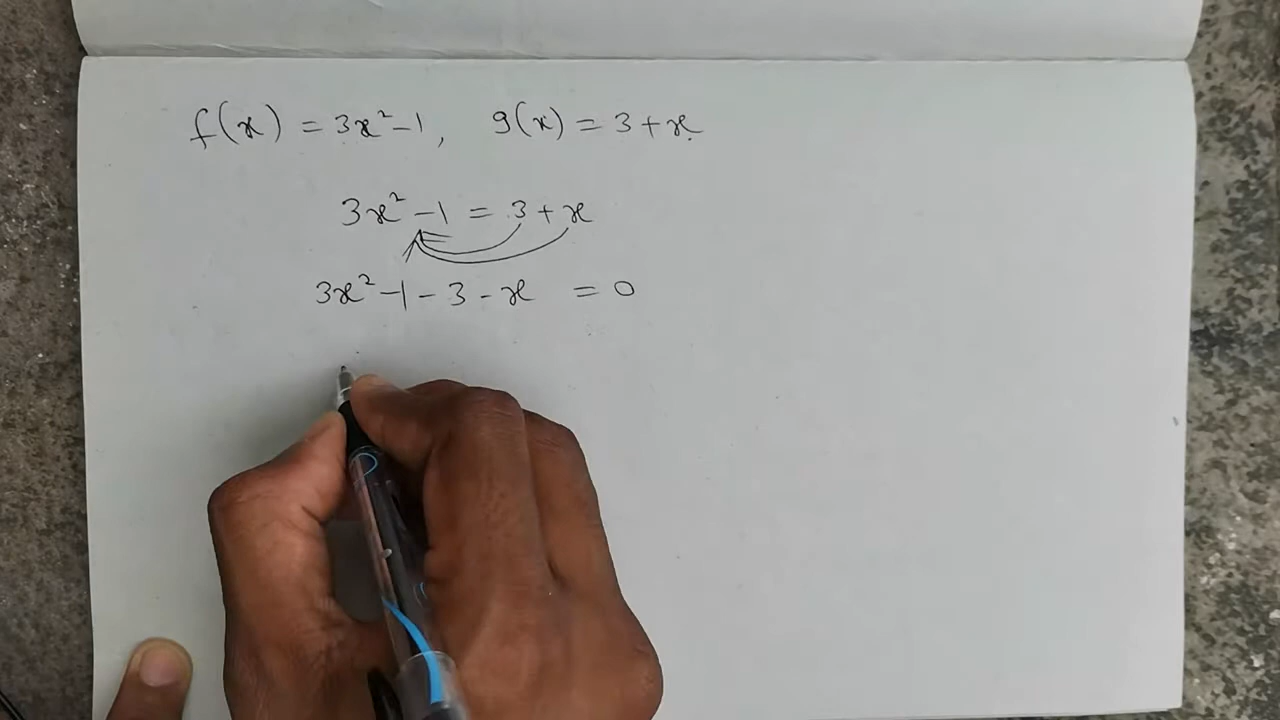 f(x) = 3x² - 1, g(x) = 3 + x
3x² - 1 = 3 + x
3x² - 1 - 3 - x = 0